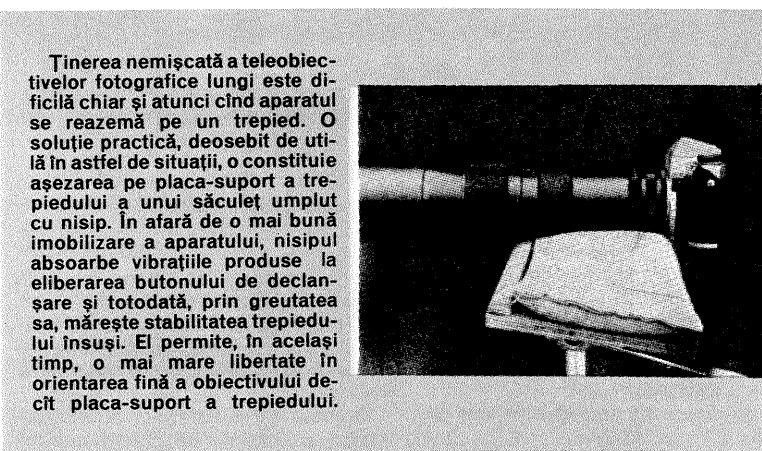 Ținerea nemișcată a teleobiec-
tivelor fotografice lungi este di-
ficilă chiar și atunci cînd aparatul
se reazemă pe un trepied. O
soluție practică, deosebit de uti-
lă în astfel de situații, o constituie
așezarea pe placa-suport a tre-
piedului a unui săculeț umplut
cu nisip. În afară de o mai bună
imobilizare a aparatului, nisipul
absoarbe vibrațiile produse la
eliberarea butonului de declan-
șare și totodată, prin greutatea
sa, mărește stabilitatea trepiedu-
lui însuși. El permite, în același
timp, o mai mare libertate în
orientarea fină a obiectivului de-
cît placa-suport a trepiedului.